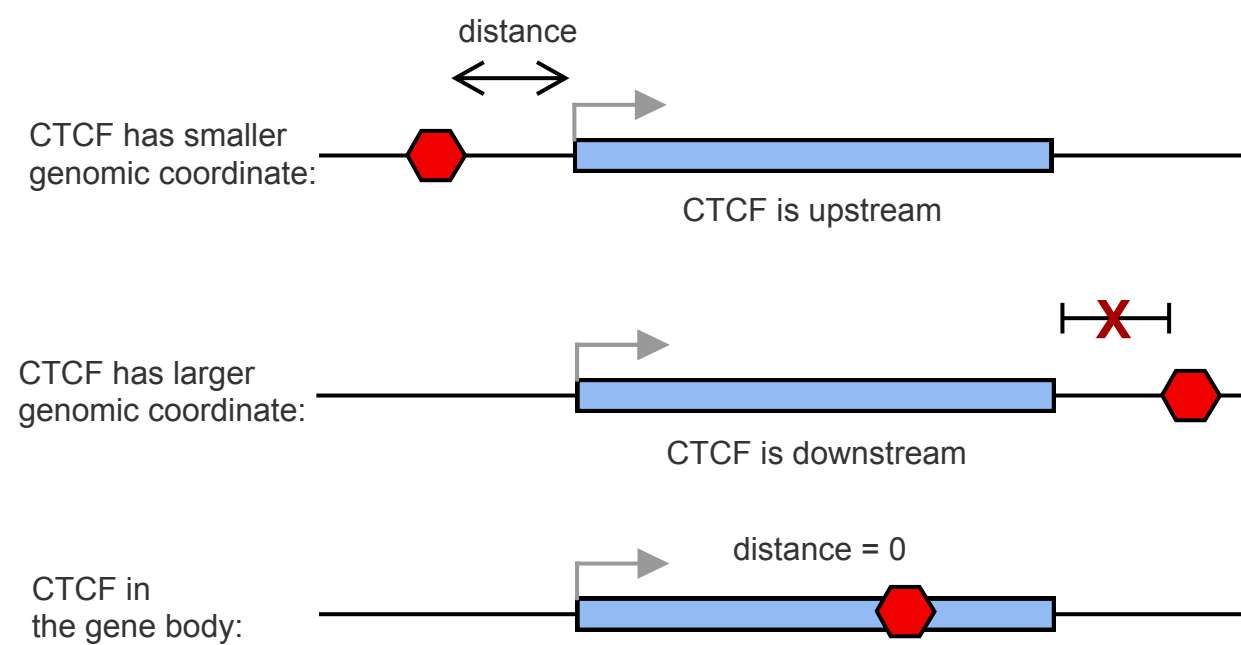 distance
CTCF has smaller
genomic coordinate:
CTCF is upstream
X
CTCF has larger
genomic coordinate:
CTCF is downstream
distance = 0
CTCF in
the gene body: